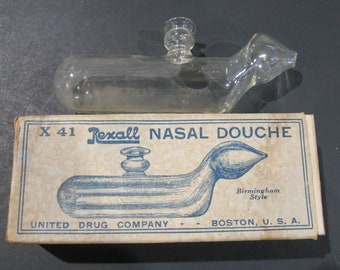 X 41 Rexall NASAL DOUCHE
Birmingham
Style
UNITED DRUG COMPANY - - BOSTON, U. S. A.